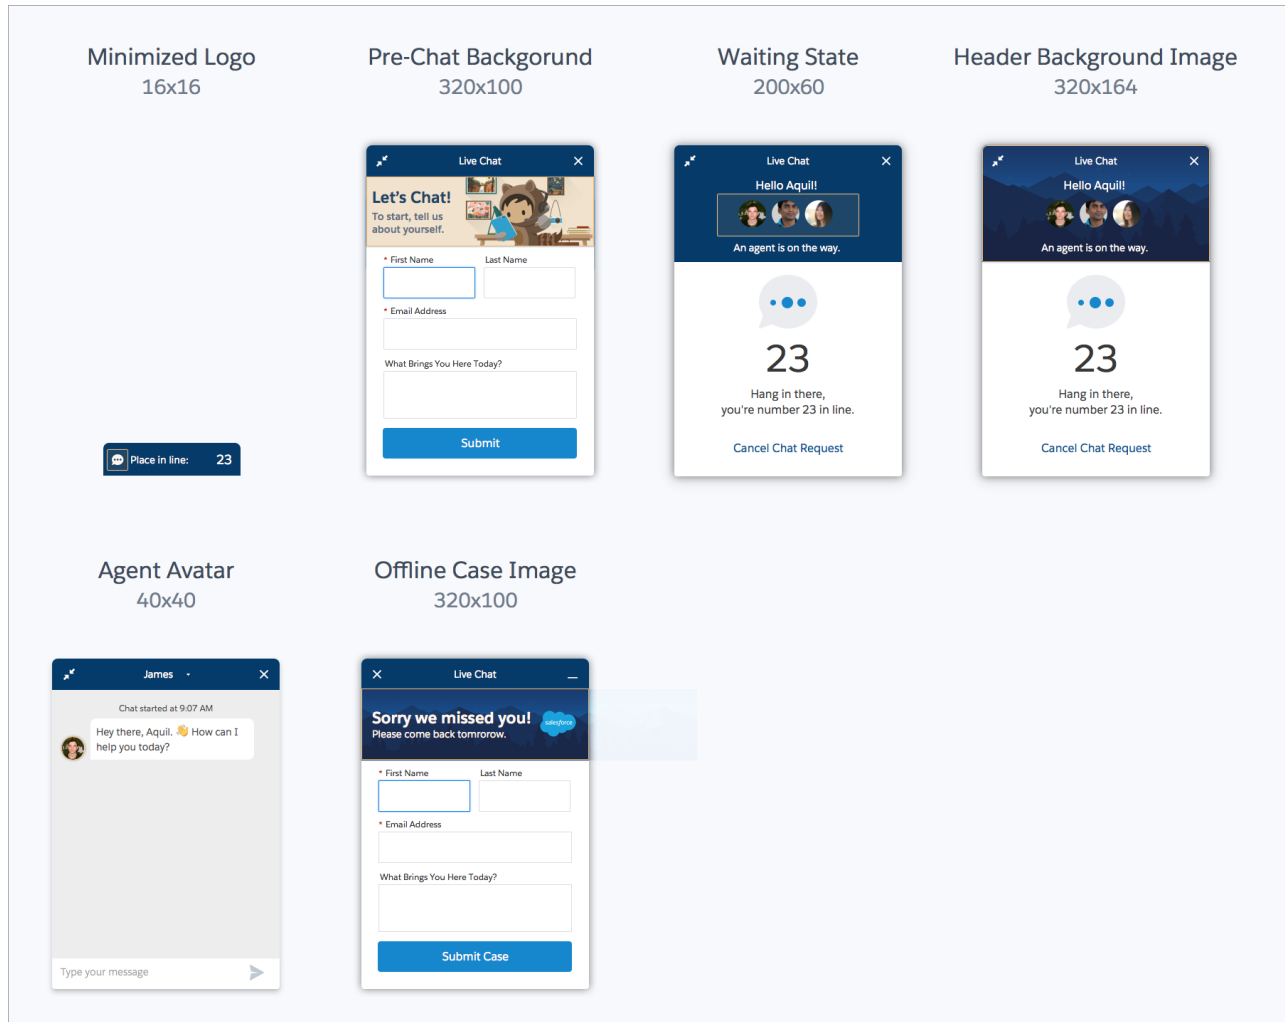 Minimized Logo
16x16
Pre-Chat Backgorund
320x100
Waiting State
200x60
Header Background Image
320x164
Place in line: 23
Live Chat
Let's Chat!
To start, tell us
about yourself.
* First Name
Last Name
* Email Address
What Brings You Here Today?
Submit
Live Chat
Hello Aquil!
An agent is on the way.
23
Hang in there,
you're number 23 in line.
Cancel Chat Request
Live Chat
Hello Aquil!
An agent is on the way.
23
Hang in there,
you're number 23 in line.
Cancel Chat Request
Agent Avatar
40x40
Offline Case Image
320x100
James
Chat started at 9:07 AM
Hey there, Aquil. 👋 How can I
help you today?
Type your message
Live Chat
Sorry we missed you!
Please come back tomrorow.
salesforce
* First Name
Last Name
* Email Address
What Brings You Here Today?
Submit Case